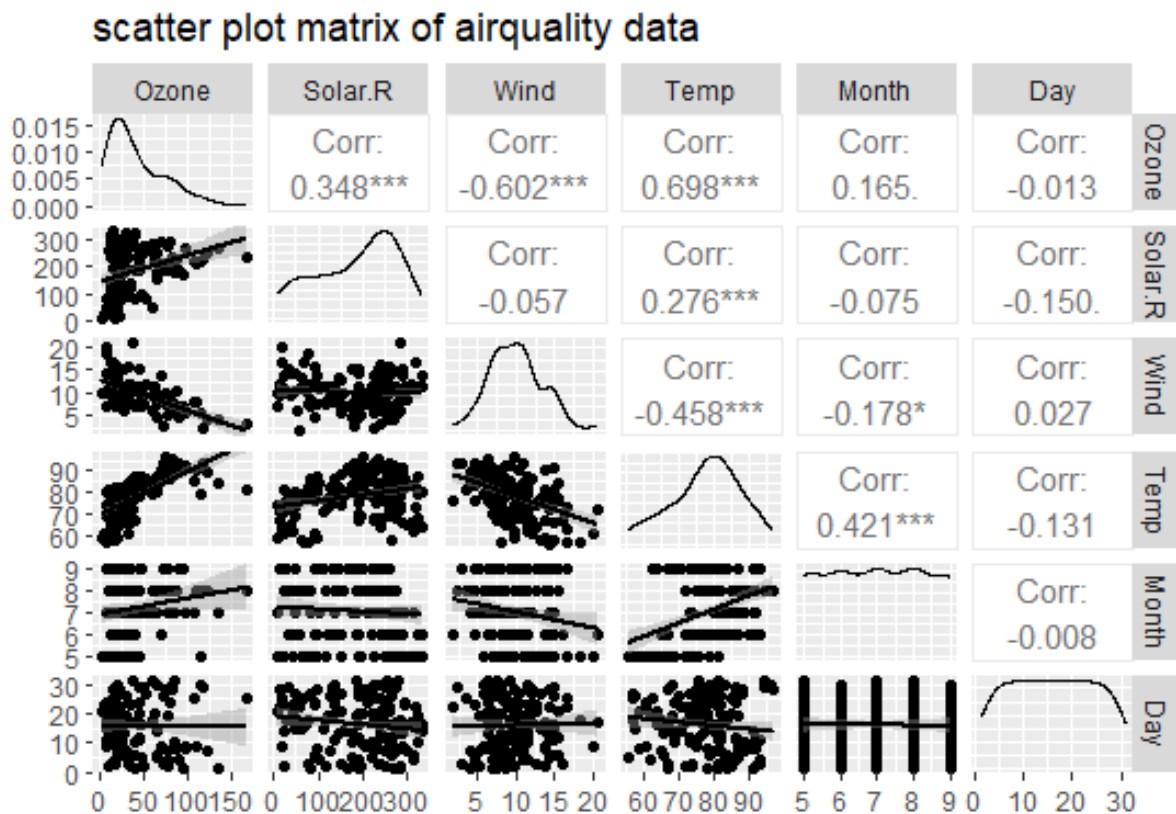 scatter plot matrix of airquality data
Ozone Solar.R Wind Temp Month Day
0.015
0.010
0.005
0.000
Corr: Corr: Corr: Corr: Corr:
0.348*** -0.602*** 0.698*** 0.165. -0.013
Ozone
300
200
100
0
Corr: Corr: Corr: Corr:
-0.057 0.276*** -0.075 -0.150.
Solar.R
20
15
10
5
Corr: Corr: Corr:
-0.458*** -0.178* 0.027
Wind
90
80
70
60
Corr: Corr:
0.421*** -0.131
Temp
9
8
7
6
5
Corr:
-0.008
Month
30
20
10
0
Day
0 50 100 150 0 100 200 300 5 10 15 20 60 70 80 90 5 6 7 8 9 0 10 20 30